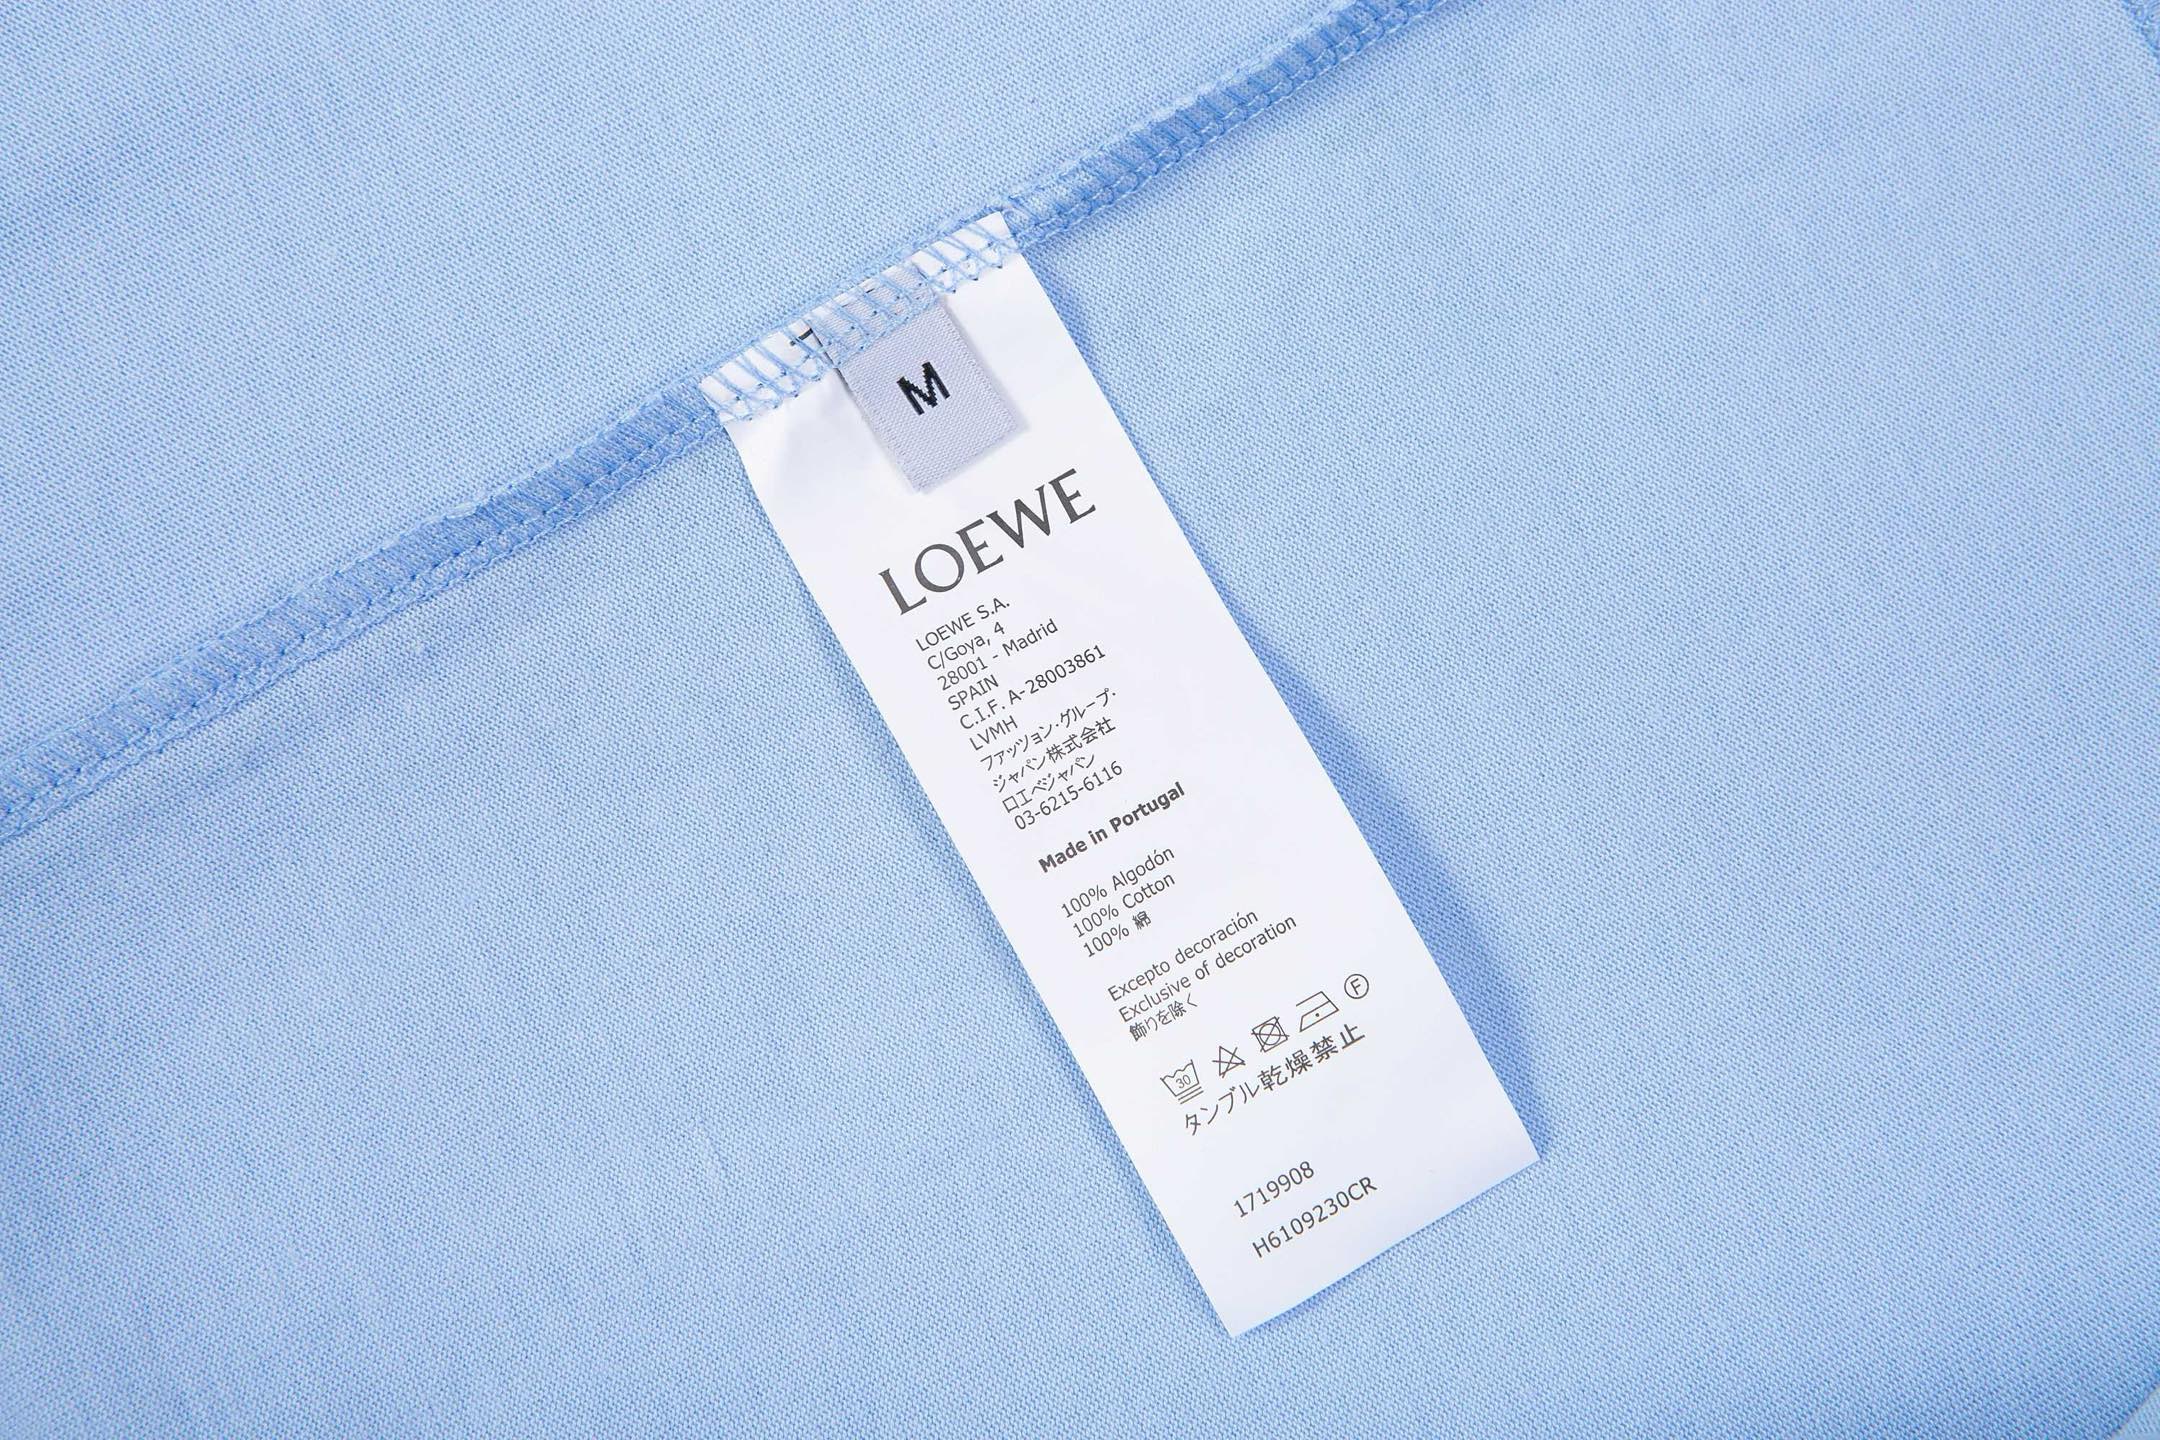 M
LOEWE
LOEWE S.A.
C/Goya, 4
28001 - Madrid
SPAIN
C.I.F. A-28003861
LVMH
ファッツョン·グループ·
ジャパン株式会社
ロエベジャパン
03-6215-6116
Made in Portugal
100% Algodón
100% Cotton
100% 綿
Excepto decoración
Exclusive of decoration
飾りを除く
30
F
タンブル乾燥禁止
1719908
H6109230CR